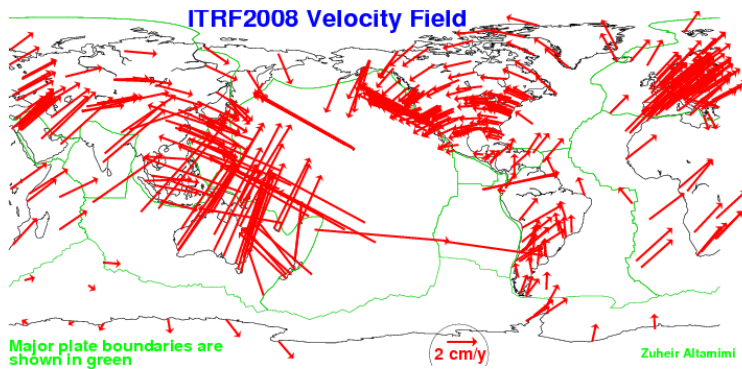 ITRF2008 Velocity Field
Major plate boundaries are
shown in green
2 cm/y
Zuheir Altamimi